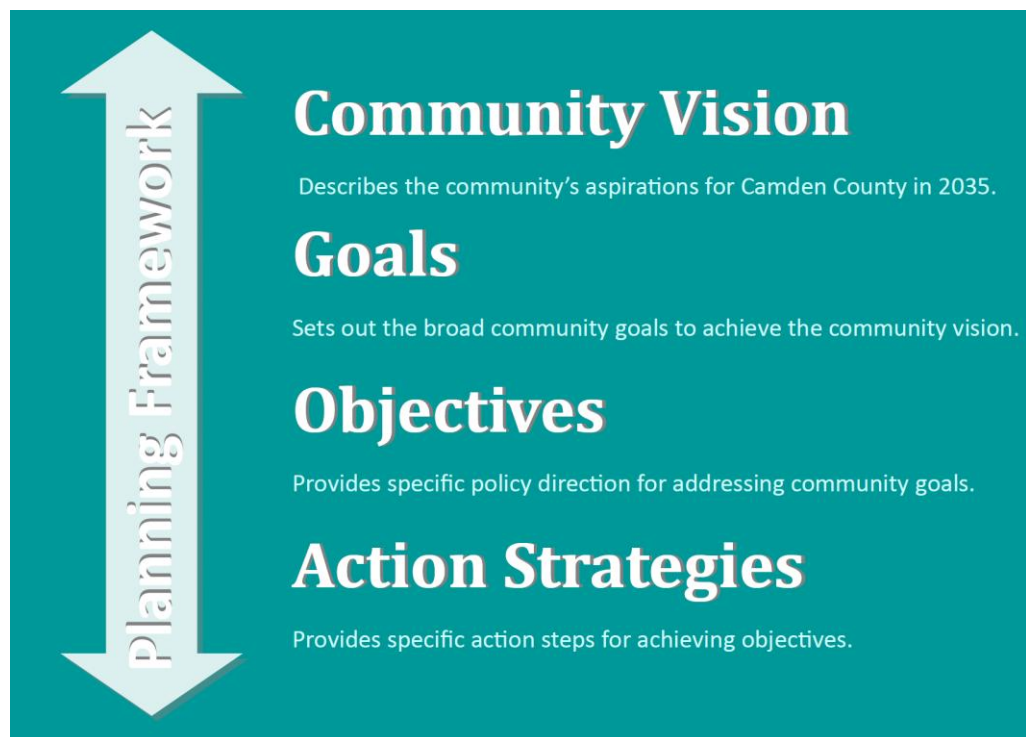 Planning Framework
Community Vision
Describes the community’s aspirations for Camden County in 2035.
Goals
Sets out the broad community goals to achieve the community vision.
Objectives
Provides specific policy direction for addressing community goals.
Action Strategies
Provides specific action steps for achieving objectives.